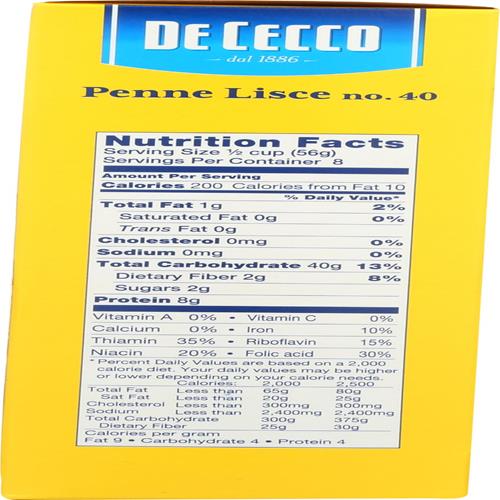 DE CECCO
dal 1886
Penne Lisce no. 40
Nutrition Facts
Serving Size ½ cup (56g)
Servings Per Container 8
Amount Per Serving
Calories 200 Calories from Fat 10
% Daily Value*
Total Fat 1g 2%
Saturated Fat 0g 0%
Trans Fat 0g
Cholesterol 0mg 0%
Sodium 0mg 0%
Total Carbohydrate 40g 13%
Dietary Fiber 2g 8%
Sugars 2g
Protein 8g
Vitamin A 0% • Vitamin C 0%
Calcium 0% • Iron 10%
Thiamin 35% • Riboflavin 15%
Niacin 20% • Folic acid 30%
*Percent Daily Values are based on a 2,000
calorie diet. Your daily values may be higher
or lower depending on your calorie needs.
Calories: 2,000 2,500
Total Fat Less than 65g 80g
Sat Fat Less than 20g 25g
Cholesterol Less than 300mg 300mg
Sodium Less than 2,400mg 2,400mg
Total Carbohydrate 300g 375g
Dietary Fiber 25g 30g
Calories per gram
Fat 9 • Carbohydrate 4 • Protein 4